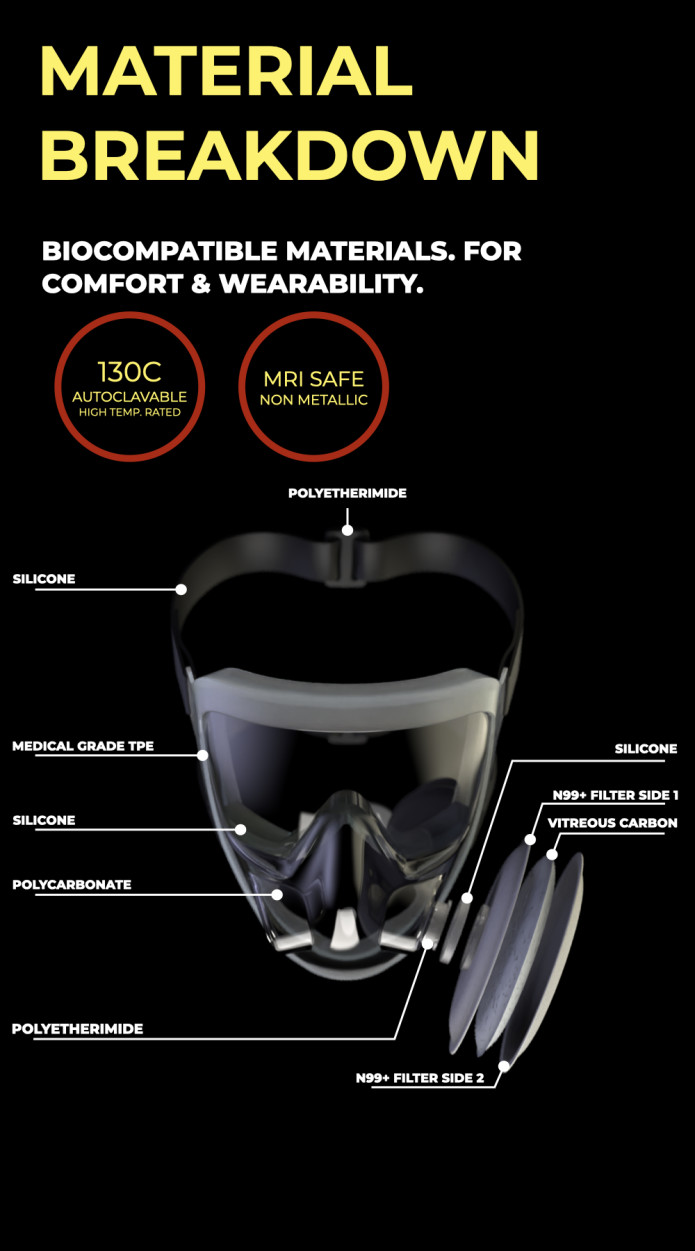 MATERIAL
BREAKDOWN
BIOCOMPATIBLE MATERIALS. FOR
COMFORT & WEARABILITY.
130C
AUTOCLAVABLE
HIGH TEMP. RATED
MRI SAFE
NON METALLIC
POLYETHERIMIDE
SILICONE
MEDICAL GRADE TPE
SILICONE
N99+ FILTER SIDE 1
SILICONE
VITREOUS CARBON
POLYCARBONATE
POLYETHERIMIDE
N99+ FILTER SIDE 2